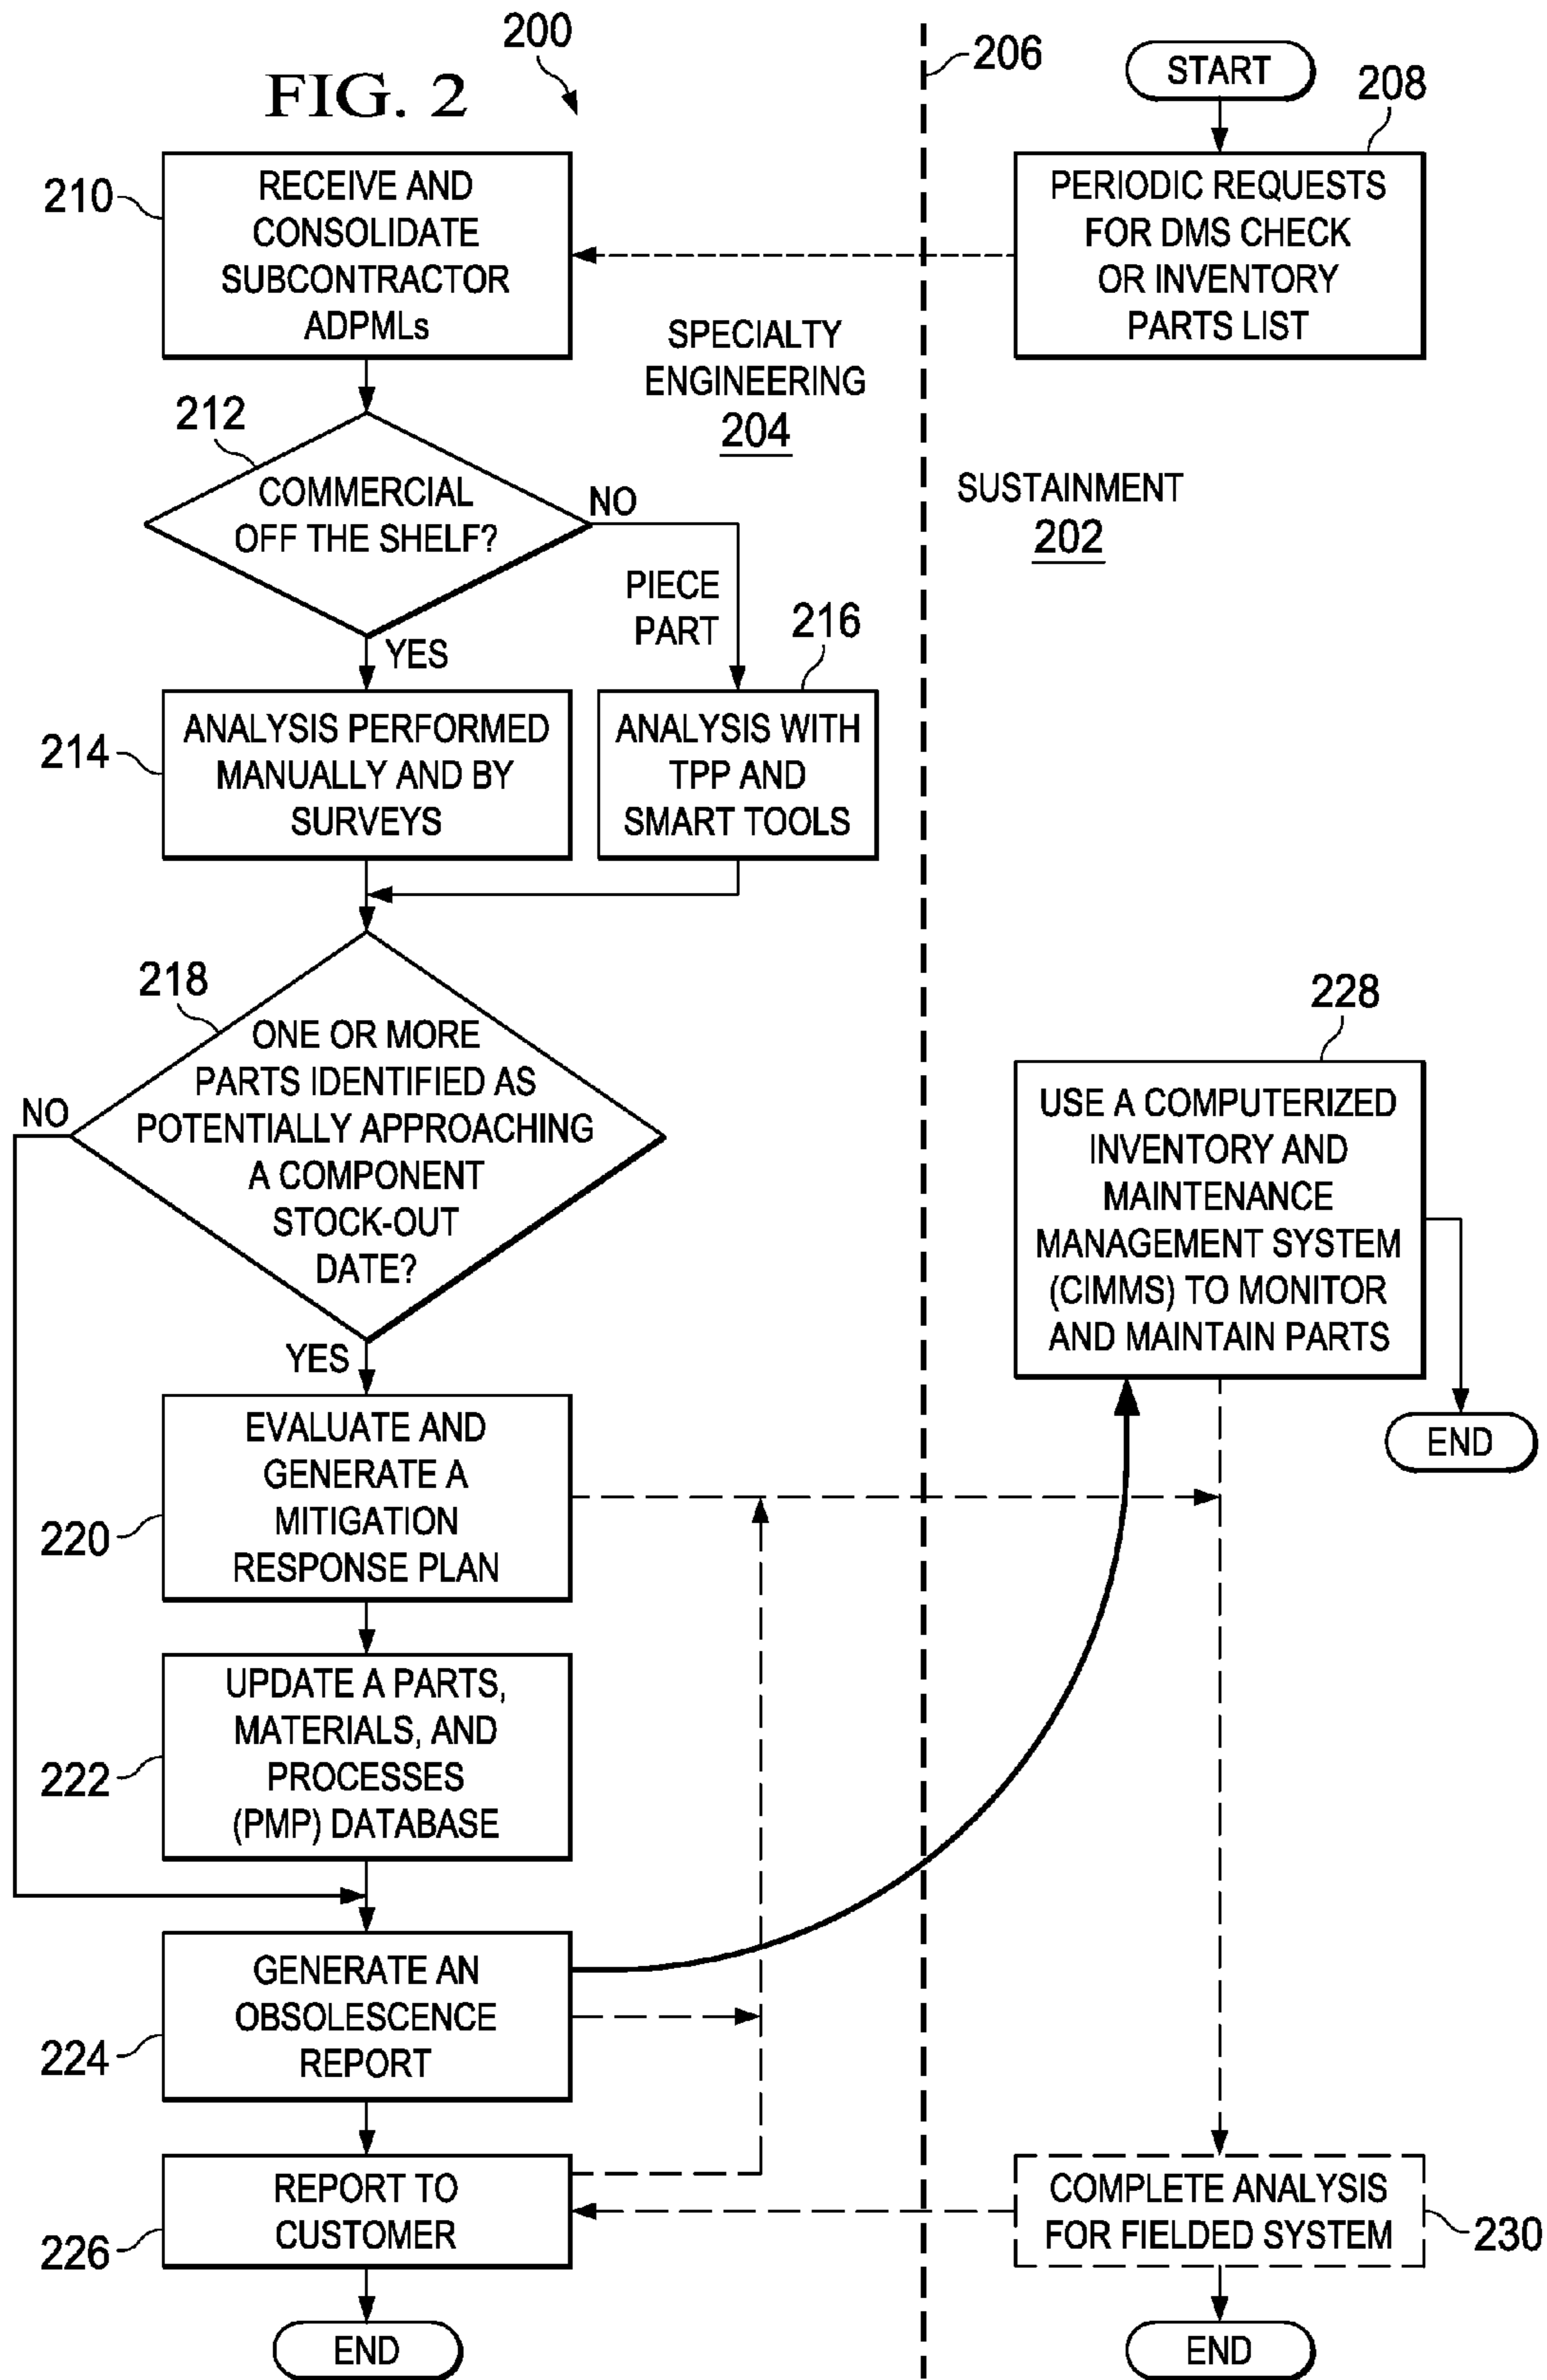 FIG. 2
200
206
START
208
PERIODIC REQUESTS
FOR DMS CHECK
OR INVENTORY
PARTS LIST
210
RECEIVE AND
CONSOLIDATE
SUBCONTRACTOR
ADPMLs
SPECIALTY
ENGINEERING
204
SUSTAINMENT
202
212
COMMERCIAL
OFF THE SHELF?
NO
PIECE
PART
YES
214
ANALYSIS PERFORMED
MANUALLY AND BY
SURVEYS
216
ANALYSIS WITH
TPP AND
SMART TOOLS
218
ONE OR MORE
PARTS IDENTIFIED AS
POTENTIALLY APPROACHING
A COMPONENT
STOCK-OUT
DATE?
NO
YES
228
USE A COMPUTERIZED
INVENTORY AND
MAINTENANCE
MANAGEMENT SYSTEM
(CIMMS) TO MONITOR
AND MAINTAIN PARTS
END
220
EVALUATE AND
GENERATE A
MITIGATION
RESPONSE PLAN
222
UPDATE A PARTS,
MATERIALS, AND
PROCESSES
(PMP) DATABASE
224
GENERATE AN
OBSOLESCENCE
REPORT
226
REPORT TO
CUSTOMER
COMPLETE ANALYSIS
FOR FIELDED SYSTEM
230
END
END